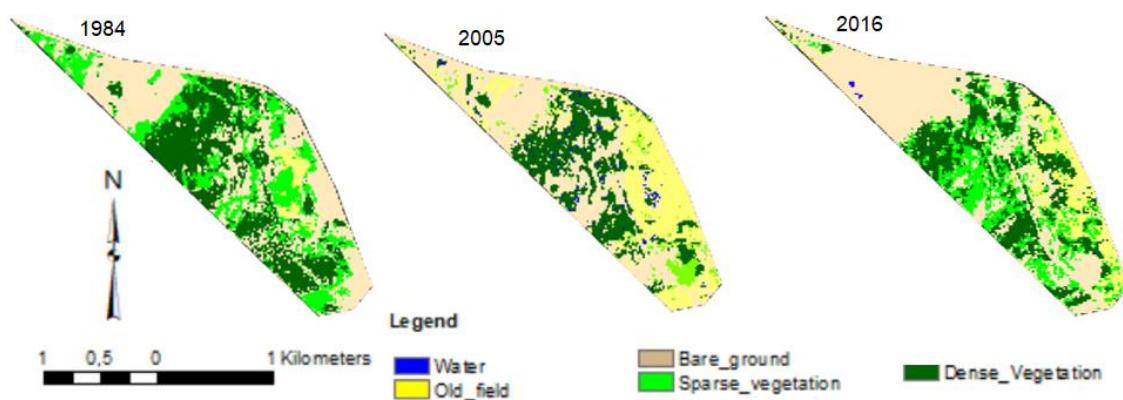 1984
2005
2016
N
Legend
1 0,5 0 1 Kilometers
Water
Old_field
Bare_ground
Sparse_vegetation
Dense_Vegetation